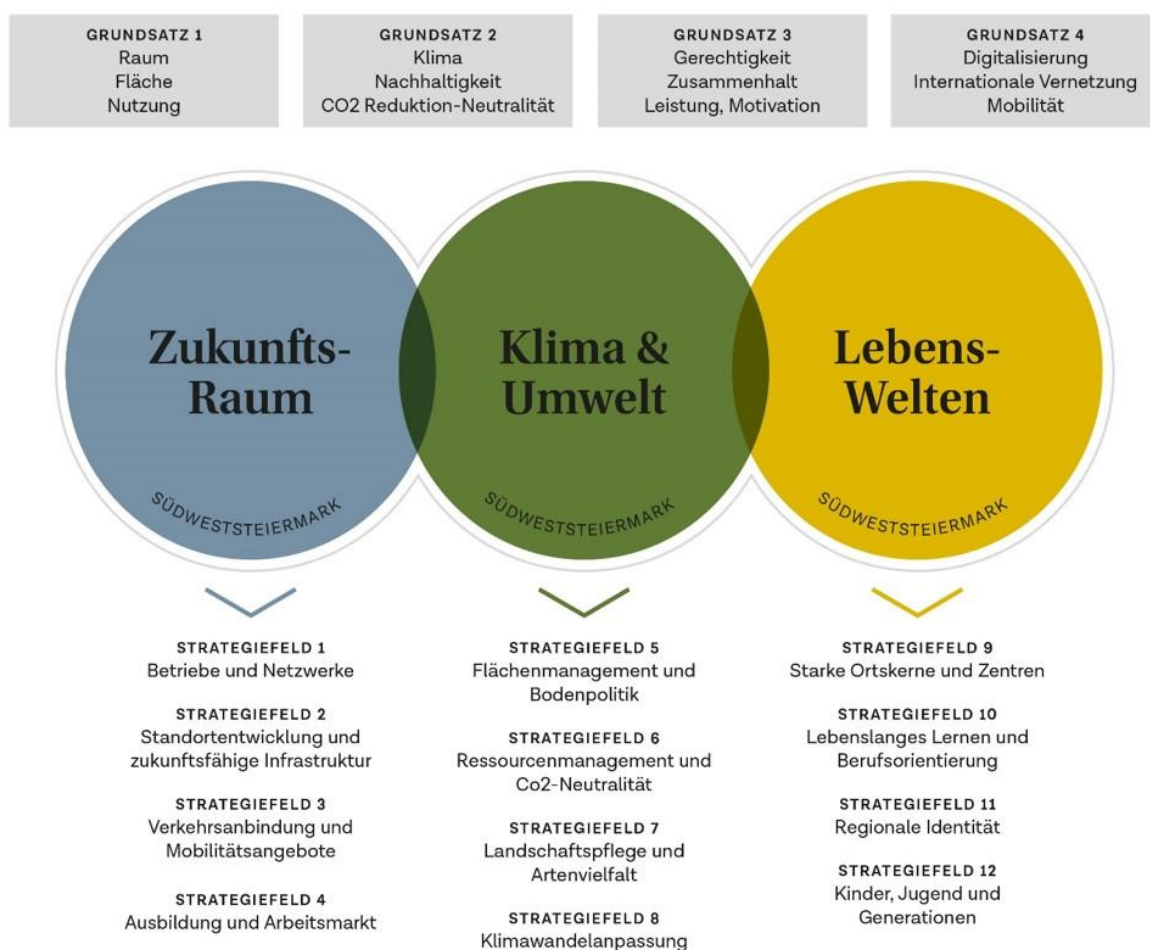 GRUNDSATZ 1
Raum
Fläche
Nutzung
GRUNDSATZ 2
Klima
Nachhaltigkeit
CO2 Reduktion-Neutralität
GRUNDSATZ 3
Gerechtigkeit
Zusammenhalt
Leistung, Motivation
GRUNDSATZ 4
Digitalisierung
Internationale Vernetzung
Mobilität
Zukunfts-
Raum
SÜDWESTSTEIERMARK
Klima &
Umwelt
SÜDWESTSTEIERMARK
Lebens-
Welten
SÜDWESTSTEIERMARK
STRATEGIEFELD 1
Betriebe und Netzwerke
STRATEGIEFELD 2
Standortentwicklung und
zukunftsfähige Infrastruktur
STRATEGIEFELD 3
Verkehrsanbindung und
Mobilitätsangebote
STRATEGIEFELD 4
Ausbildung und Arbeitsmarkt
STRATEGIEFELD 5
Flächenmanagement und
Bodenpolitik
STRATEGIEFELD 6
Ressourcenmanagement und
Co2-Neutralität
STRATEGIEFELD 7
Landschaftspflege und
Artenvielfalt
STRATEGIEFELD 8
Klimawandelanpassung
STRATEGIEFELD 9
Starke Ortskerne und Zentren
STRATEGIEFELD 10
Lebenslanges Lernen und
Berufsorientierung
STRATEGIEFELD 11
Regionale Identität
STRATEGIEFELD 12
Kinder, Jugend und
Generationen